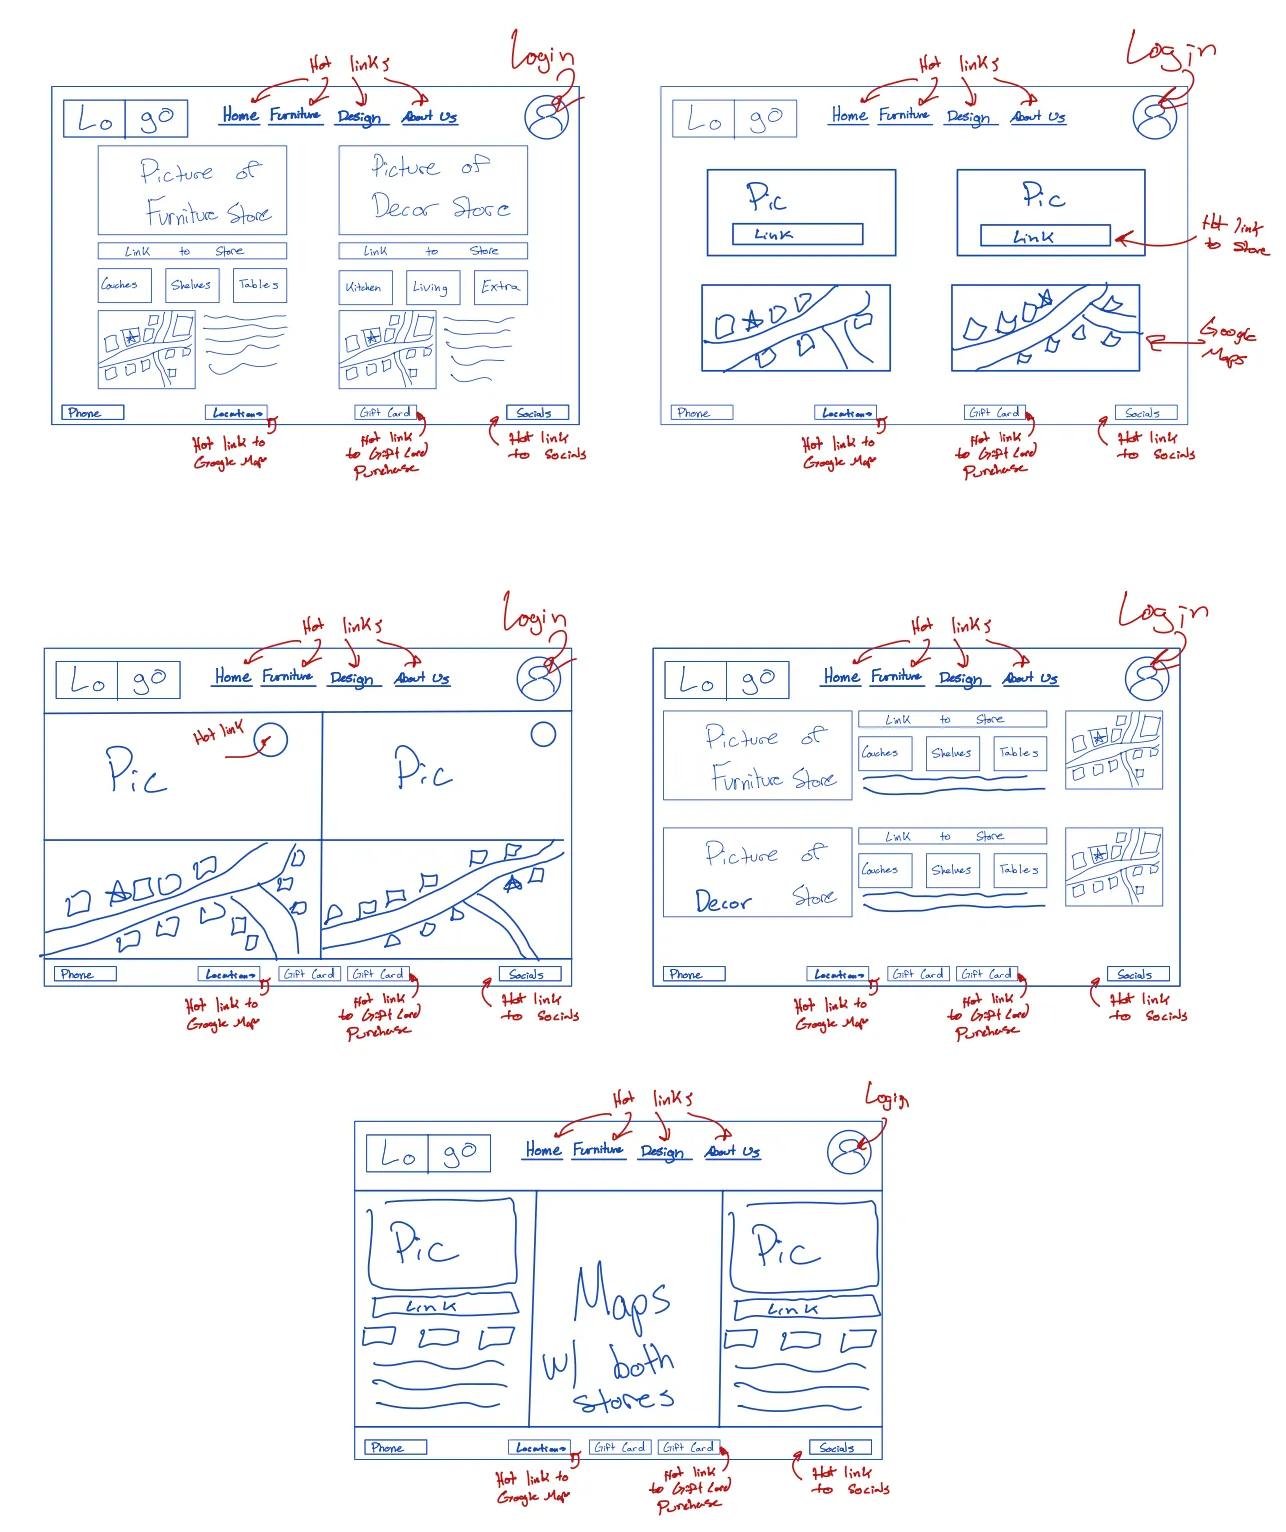 Login
Hot links
Lo go
Home Furniture Design About Us
Picture of
Furniture Store
Picture of
Decor Store
Link to Store
Link to Store
Couches Shelves Tables
Kitchen Living Extra
Phone
Locations
Gift Card
Socials
Hot link to
Google Maps
Hot link
to Gift Card
Purchase
Hot link
to Socials
Login
Hot links
Lo go
Home Furniture Design About Us
Pic
Link
Pic
Link
Hot link
to store
Google
Maps
Phone
Locations
Gift Card
Socials
Hot link to
Google Maps
Hot link
to Gift Card
Purchase
Hot link
to Socials
Login
Hot links
Lo go
Home Furniture Design About Us
Hot link
Pic
Pic
Phone
Locations
Gift Card
Gift Card
Socials
Hot link to
Google Maps
Hot link
to Gift Card
Purchase
Hot link
to Socials
Login
Hot links
Lo go
Home Furniture Design About Us
Picture of
Furniture Store
Link to Store
Couches Shelves Tables
Picture of
Decor Store
Link to Store
Couches Shelves Tables
Phone
Locations
Gift Card
Gift Card
Socials
Hot link to
Google Maps
Hot link
to Gift Card
Purchase
Hot link
to Socials
Login
Hot links
Lo go
Home Furniture Design About Us
Pic
Link
Maps
w/ both
stores
Pic
Link
Phone
Locations
Gift Card
Gift Card
Socials
Hot link to
Google Maps
Hot link
to Gift Card
Purchase
Hot link
to Socials